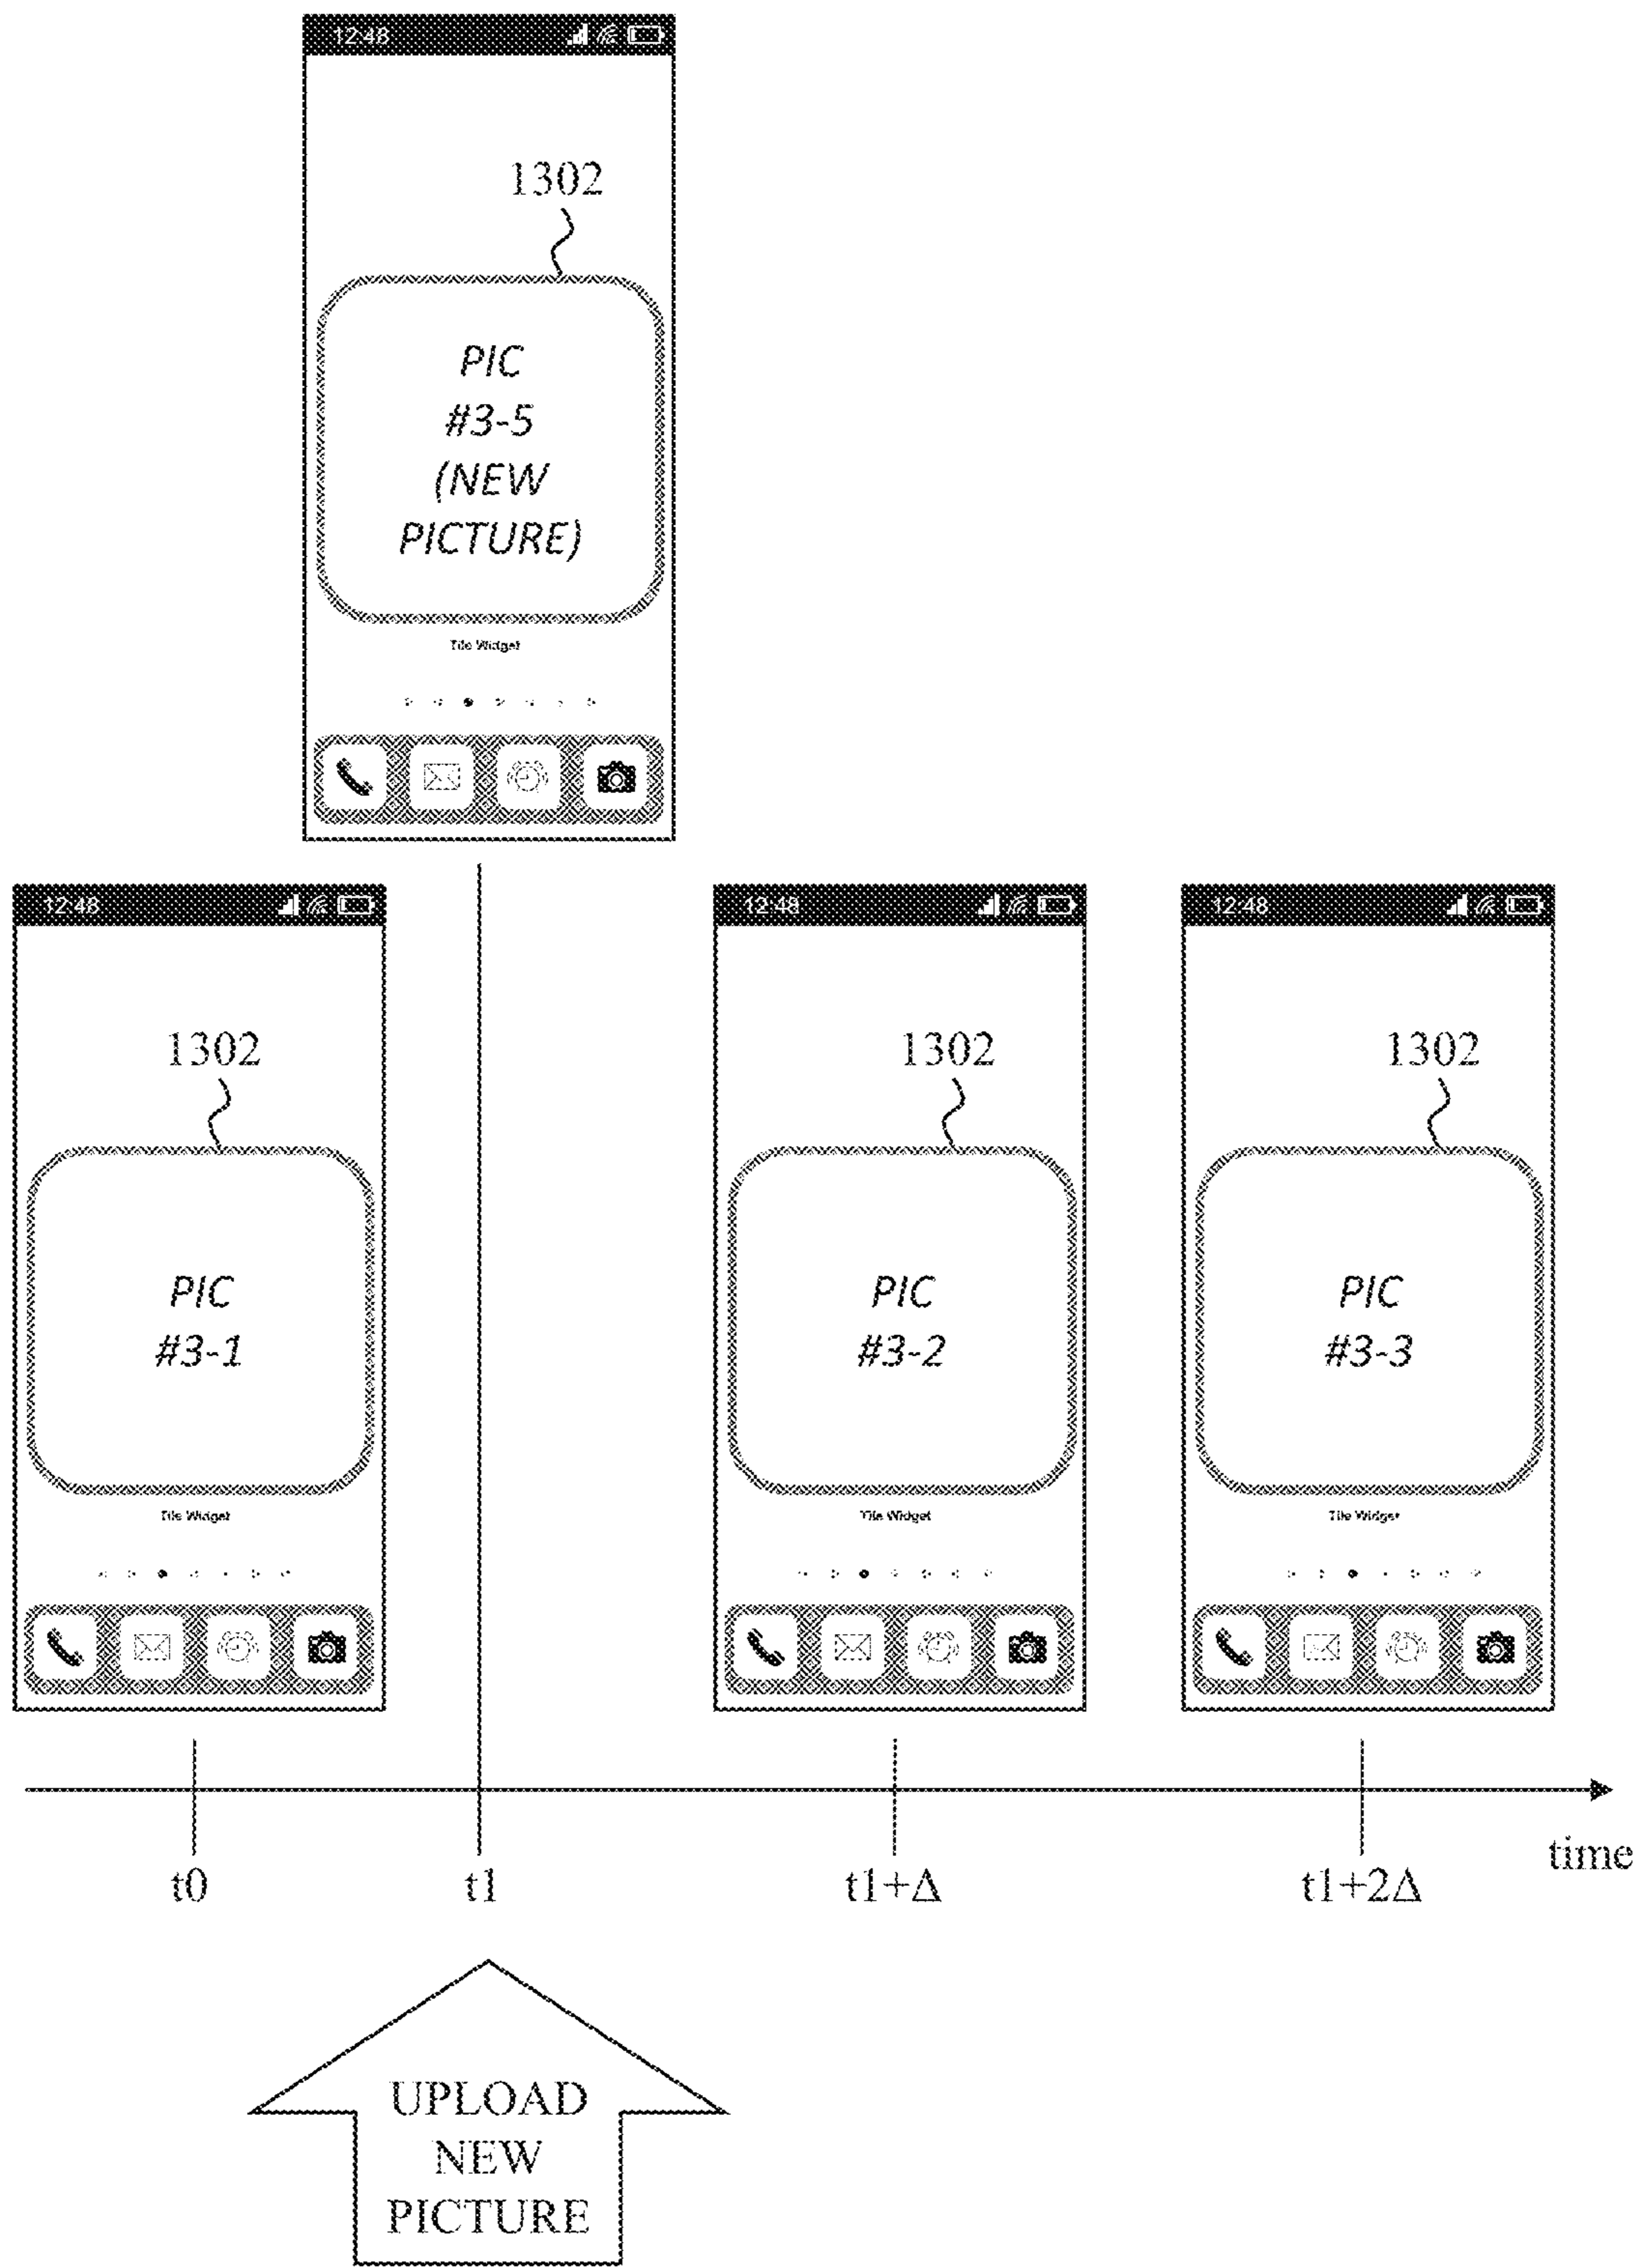 12:48
1302
PIC
#3-5
(NEW
PICTURE)
Tile Widget
12:48
1302
PIC
#3-1
Tile Widget
12:48
1302
PIC
#3-2
Tile Widget
12:48
1302
PIC
#3-3
Tile Widget
time
t0
t1
t1+Δ
t1+2Δ
UPLOAD
NEW
PICTURE